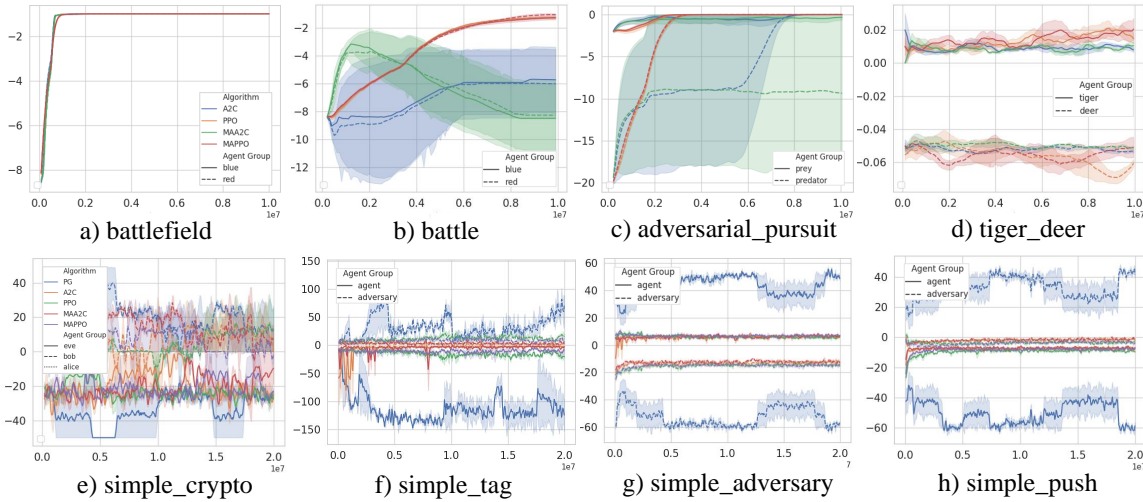 −2
−4
−6
−8
Algorithm
A2C
PPO
MAA2C
MAPPO
Agent Group
blue
red
0.0 0.2 0.4 0.6 0.8 1.0
1e7
a) battlefield
−2
−4
−6
−8
−10
−12
Agent Group
blue
red
0.0 0.2 0.4 0.6 0.8 1.0
1e7
b) battle
0
−5
−10
−15
−20
Agent Group
prey
predator
0.0 0.2 0.4 0.6 0.8 1.0
1e7
c) adversarial_pursuit
0.02
0.00
−0.04
−0.06
Agent Group
tiger
deer
0.0 0.2 0.4 0.6 0.8 1.0
1e7
d) tiger_deer
40
20
0
−20
−40
Algorithm
PG
A2C
PPO
MAA2C
MAPPO
Agent Group
eve
bob
alice
0.0 0.5 1.0 1.5 2.0
1e7
e) simple_crypto
150
100
50
0
−50
−100
−150
Agent Group
agent
adversary
0.0 0.5 1.0 1.5 2.0
1e7
f) simple_tag
60
40
20
0
−20
−40
−60
Agent Group
agent
adversary
0.0 0.5 1.0 1.5 2.0
7
g) simple_adversary
40
20
0
−20
−40
−60
Agent Group
agent
adversary
0.0 0.5 1.0 1.5 2.0
1e7
h) simple_push